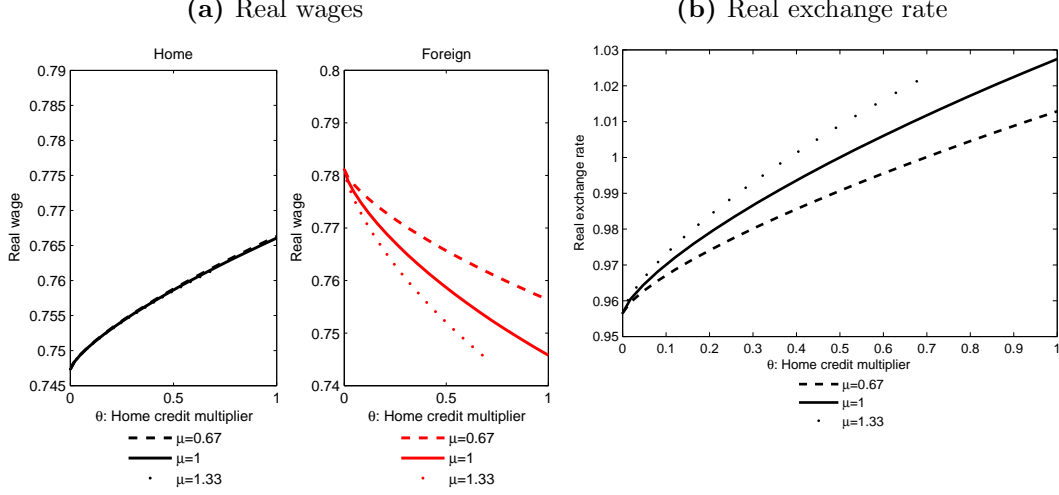 (a) Real wages
(b) Real exchange rate
Home
Foreign
0.79
0.785
0.78
0.775
0.77
0.765
0.76
0.755
0.75
0.745
Real wage
0
0.5
1
θ: Home credit multiplier
μ=0.67
μ=1
μ=1.33
0.8
0.79
0.78
0.77
0.76
0.75
0.74
Real wage
0
0.5
1
μ=0.67
μ=1
μ=1.33
1.03
1.02
1.01
1
0.99
0.98
0.97
0.96
0.95
Real exchange rate
0
0.1
0.2
0.3
0.4
0.5
0.6
0.7
0.8
0.9
1
θ: Home credit multiplier
μ=0.67
μ=1
μ=1.33